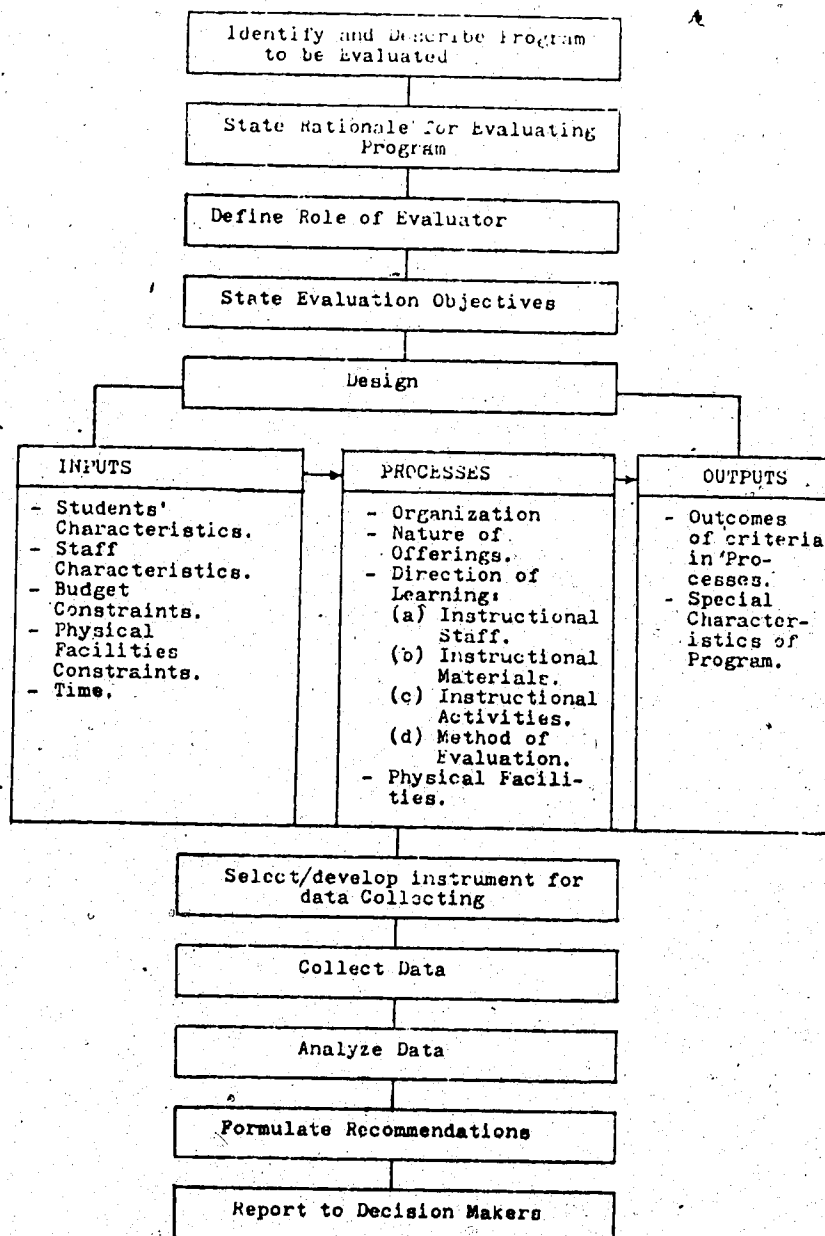 Identify and Describe Program
to be Evaluated
State Rationale for Evaluating
Program
Define Role of Evaluator
State Evaluation Objectives
Design
INPUTS
- Students'
Characteristics.
- Staff
Characteristics.
- Budget
Constraints.
- Physical
Facilities
Constraints.
- Time.
PROCESSES
- Organization
- Nature of
Offerings.
- Direction of
Learning:
(a) Instructional
Staff.
(b) Instructional
Materials.
(c) Instructional
Activities.
(d) Method of
Evaluation.
- Physical Facili-
ties.
OUTPUTS
- Outcomes
of criteria
in 'Pro-
cesses.
- Special
Character-
istics of
Program.
Select/develop instrument for
data Collecting
Collect Data
Analyze Data
Formulate Recommendations
Report to Decision Makers